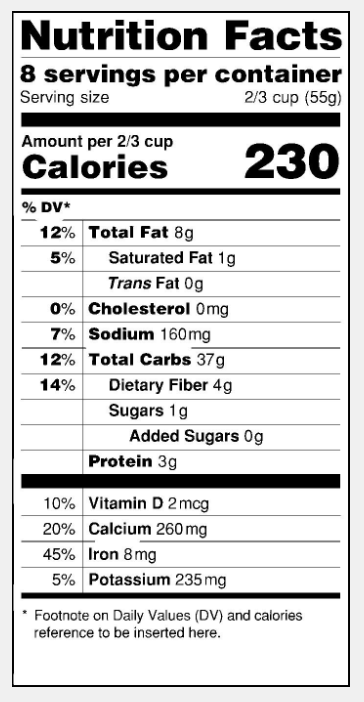 Nutrition Facts
8 servings per container
Serving size 2/3 cup (55g)
Amount per 2/3 cup
Calories 230
% DV*
12% Total Fat 8g
5% Saturated Fat 1g
Trans Fat 0g
0% Cholesterol 0mg
7% Sodium 160mg
12% Total Carbs 37g
14% Dietary Fiber 4g
Sugars 1g
Added Sugars 0g
Protein 3g
10% Vitamin D 2mcg
20% Calcium 260mg
45% Iron 8mg
5% Potassium 235mg
* Footnote on Daily Values (DV) and calories
reference to be inserted here.